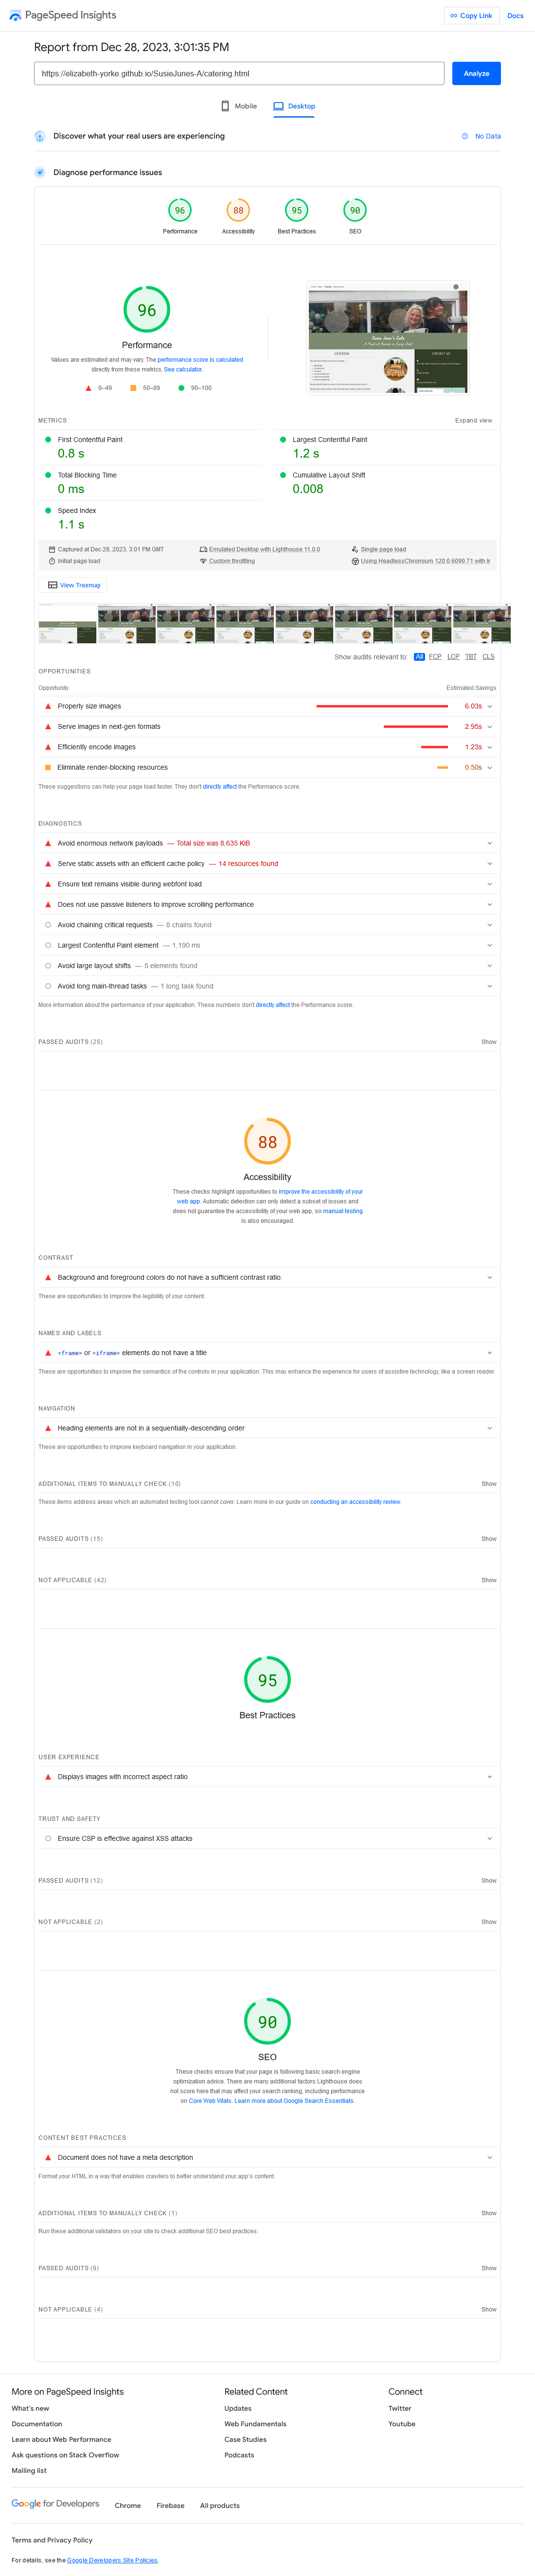 PageSpeed Insights
Copy Link
Docs
Report from Dec 28, 2023, 3:01:35 PM
https://elizabeth-yorke.github.io/SusieJunes-A/catering.html
Analyze
Mobile
Desktop
Discover what your real users are experiencing
No Data
Diagnose performance issues
96
88
95
90
Performance
Accessibility
Best Practices
SEO
96
Performance
Values are estimated and may vary. The performance score is calculated
directly from these metrics. See calculator.
0–49
50–89
90–100
Susie June's Cafe
CATERING
CONTACT US
METRICS
Expand view
First Contentful Paint
0.8 s
Largest Contentful Paint
1.2 s
Total Blocking Time
0 ms
Cumulative Layout Shift
0.008
Speed Index
1.1 s
Captured at Dec 28, 2023, 3:01 PM GMT
Emulated Desktop with Lighthouse 11.0.0
Single page load
Initial page load
Custom throttling
Using HeadlessChromium 120.0.6099.71 with lr
View Treemap
Show audits relevant to:
All
FCP
LCP
TBT
CLS
OPPORTUNITIES
Opportunity
Estimated Savings
Properly size images
6.03s
Serve images in next-gen formats
2.95s
Efficiently encode images
1.23s
Eliminate render-blocking resources
0.50s
These suggestions can help your page load faster. They don't directly affect the Performance score.
DIAGNOSTICS
Avoid enormous network payloads — Total size was 8,635 KiB
Serve static assets with an efficient cache policy — 14 resources found
Ensure text remains visible during webfont load
Does not use passive listeners to improve scrolling performance
Avoid chaining critical requests — 8 chains found
Largest Contentful Paint element — 1,190 ms
Avoid large layout shifts — 5 elements found
Avoid long main-thread tasks — 1 long task found
More information about the performance of your application. These numbers don't directly affect the Performance score.
PASSED AUDITS (25)
Show
88
Accessibility
These checks highlight opportunities to improve the accessibility of your
web app. Automatic detection can only detect a subset of issues and
does not guarantee the accessibility of your web app, so manual testing
is also encouraged.
CONTRAST
Background and foreground colors do not have a sufficient contrast ratio.
These are opportunities to improve the legibility of your content.
NAMES AND LABELS
<frame> or <iframe> elements do not have a title
These are opportunities to improve the semantics of the controls in your application. This may enhance the experience for users of assistive technology, like a screen reader.
NAVIGATION
Heading elements are not in a sequentially-descending order
These are opportunities to improve keyboard navigation in your application.
ADDITIONAL ITEMS TO MANUALLY CHECK (10)
Show
These items address areas which an automated testing tool cannot cover. Learn more in our guide on conducting an accessibility review.
PASSED AUDITS (15)
Show
NOT APPLICABLE (42)
Show
95
Best Practices
USER EXPERIENCE
Displays images with incorrect aspect ratio
TRUST AND SAFETY
Ensure CSP is effective against XSS attacks
PASSED AUDITS (12)
Show
NOT APPLICABLE (2)
Show
90
SEO
These checks ensure that your page is following basic search engine
optimization advice. There are many additional factors Lighthouse does
not score here that may affect your search ranking, including performance
on Core Web Vitals. Learn more about Google Search Essentials.
CONTENT BEST PRACTICES
Document does not have a meta description
Format your HTML in a way that enables crawlers to better understand your app's content.
ADDITIONAL ITEMS TO MANUALLY CHECK (1)
Show
Run these additional validators on your site to check additional SEO best practices.
PASSED AUDITS (9)
Show
NOT APPLICABLE (4)
Show
More on PageSpeed Insights
What's new
Documentation
Learn about Web Performance
Ask questions on Stack Overflow
Mailing list
Related Content
Updates
Web Fundamentals
Case Studies
Podcasts
Connect
Twitter
Youtube
Google for Developers
Chrome
Firebase
All products
Terms and Privacy Policy
For details, see the Google Developers Site Policies.